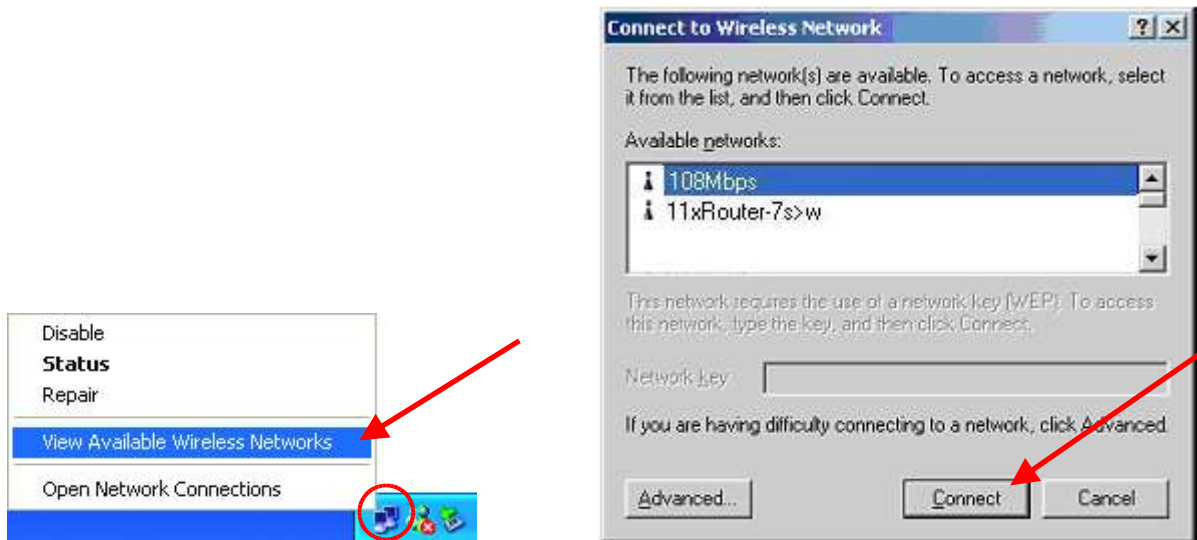 Disable
Status
Repair
View Available Wireless Networks
Open Network Connections
Connect to Wireless Network
The following network(s) are available. To access a network, select
it from the list, and then click Connect.
Available networks:
108Mbps
11xRouter-7s>w
This network requires the use of a network key (WEP). To access
this network, type the key, and then click Connect.
Network key
If you are having difficulty connecting to a network, click Advanced.
Advanced...
Connect
Cancel